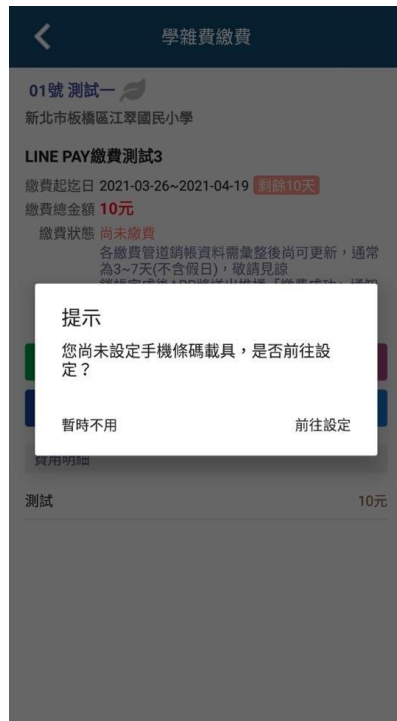 學雜費繳費
01號 測試一
新北市板橋區江翠國民小學
LINE PAY繳費測試3
繳費起迄日 2021-03-26~2021-04-19 剩餘10天
繳費總金額 10元
繳費狀態 尚未繳費
各繳費管道銷帳資料需彙整後尚可更新，通常
為3~7天(不含假日)，敬請見諒
提示
您尚未設定手機條碼載具，是否前往設
定？
暫時不用 前往設定
費用明細
測試 10元